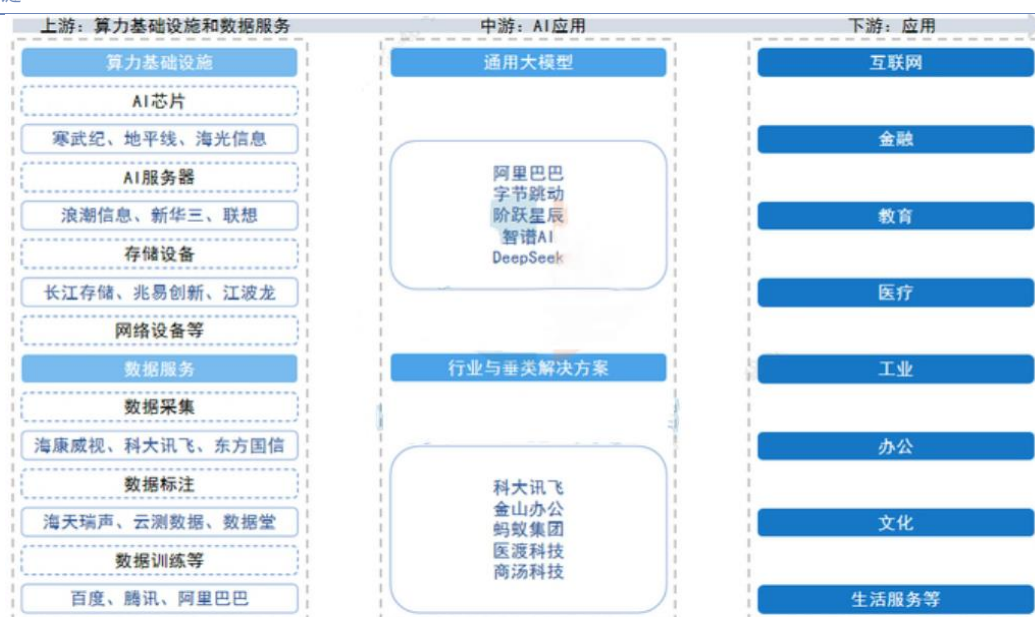 上游：算力基础设施和数据服务
算力基础设施
AI芯片
寒武纪、地平线、海光信息
AI服务器
浪潮信息、新华三、联想
存储设备
长江存储、兆易创新、江波龙
网络设备等
数据服务
数据采集
海康威视、科大讯飞、东方国信
数据标注
海天瑞声、云测数据、数据堂
数据训练等
百度、腾讯、阿里巴巴
中游：AI应用
通用大模型
阿里巴巴
字节跳动
阶跃星辰
智谱AI
DeepSeek
行业与垂类解决方案
科大讯飞
金山办公
蚂蚁集团
医渡科技
商汤科技
下游：应用
互联网
金融
教育
医疗
工业
办公
文化
生活服务等